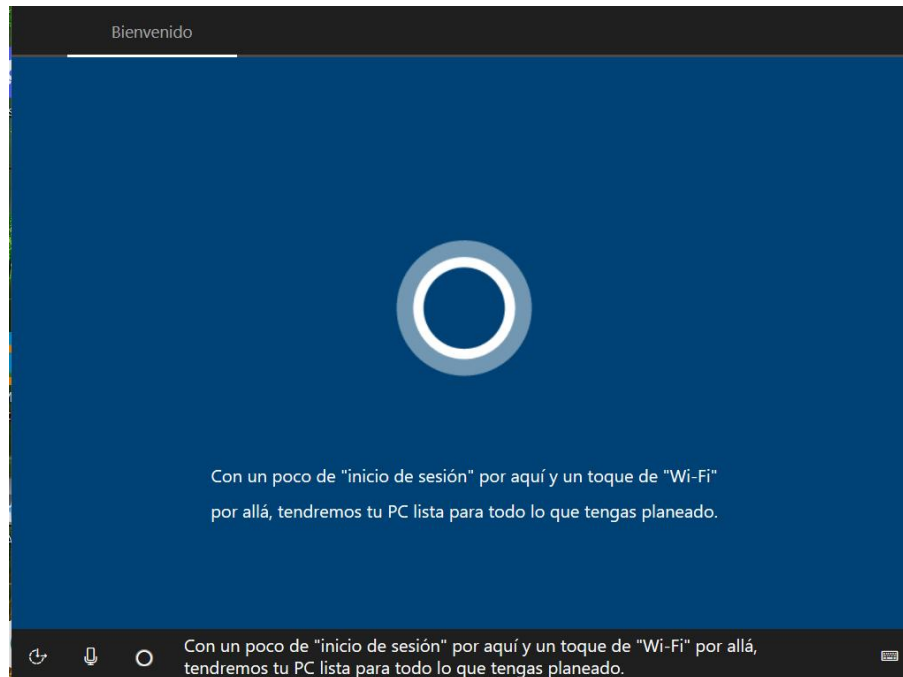 Bienvenido
Con un poco de "inicio de sesión" por aquí y un toque de "Wi-Fi"
por allá, tendremos tu PC lista para todo lo que tengas planeado.
Con un poco de "inicio de sesión" por aquí y un toque de "Wi-Fi" por allá,
tendremos tu PC lista para todo lo que tengas planeado.